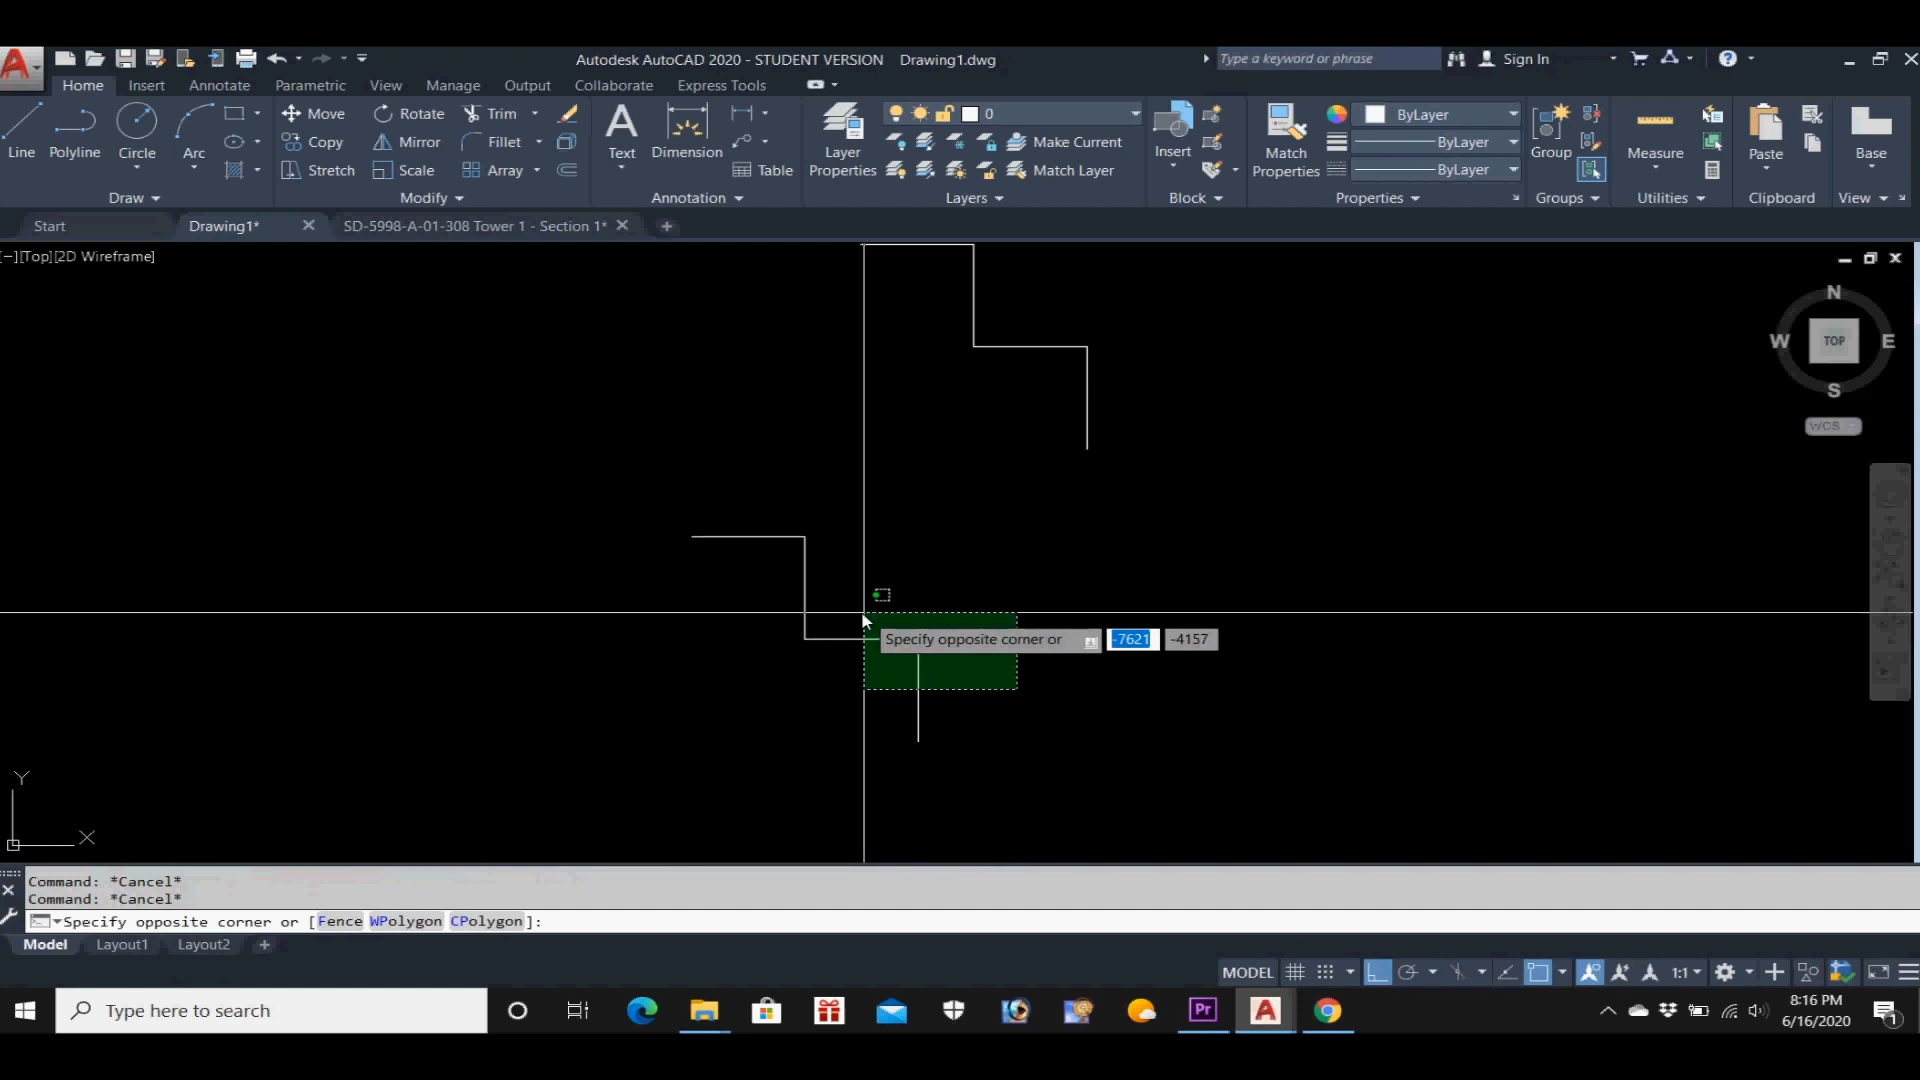 Autodesk AutoCAD 2020 - STUDENT VERSION Drawing1.dwg
Type a keyword or phrase
Sign In
Home Insert Annotate Parametric View Manage Output Collaborate Express Tools
Line
Polyline
Circle
Arc
Move
Rotate
Trim
Copy
Mirror
Fillet
Stretch
Scale
Array
Text
Dimension
Table
Layer
Properties
0
Make Current
Match Layer
Insert
Match
Properties
ByLayer
ByLayer
ByLayer
Group
Measure
Paste
Base
Draw
Modify
Annotation
Layers
Block
Properties
Groups
Utilities
Clipboard
View
Start
Drawing1*
SD-5998-A-01-308 Tower 1 - Section 1*
[−][Top][2D Wireframe]
N
W
TOP
E
S
WCS
Specify opposite corner or
-7621
-4157
Y
X
Command: *Cancel*
Command: *Cancel*
Specify opposite corner or [Fence WPolygon CPolygon]:
Model Layout1 Layout2
MODEL
1:1
Type here to search
Pr
A
8:16 PM
6/16/2020
1